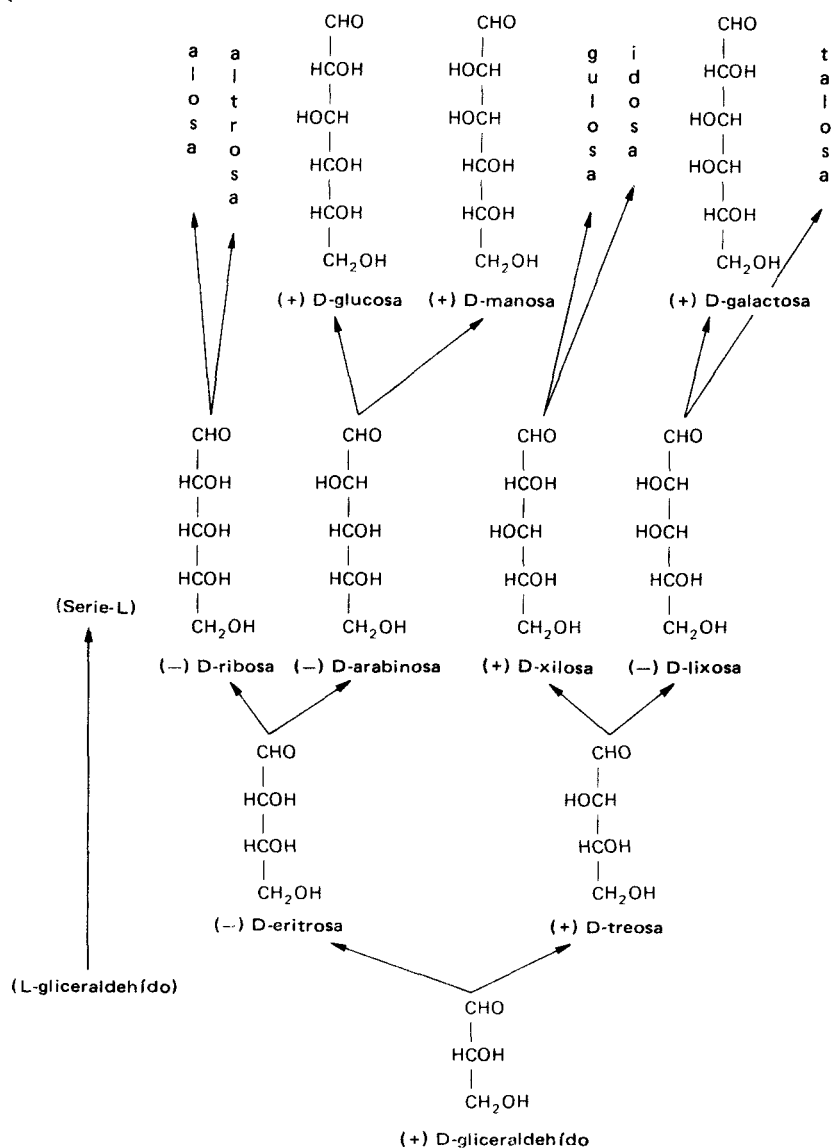 alosa
altrosa
CHO
HCOH
HOCH
HCOH
HCOH
CH₂OH
(+) D-glucosa
CHO
HOCH
HOCH
HCOH
HCOH
CH₂OH
(+) D-manosa
gulosa
idosa
CHO
HCOH
HOCH
HOCH
HCOH
CH₂OH
(+) D-galactosa
talosa
CHO
HCOH
HCOH
HCOH
CH₂OH
(—) D-ribosa
CHO
HOCH
HCOH
HCOH
CH₂OH
(—) D-arabinosa
CHO
HCOH
HOCH
HCOH
CH₂OH
(+) D-xilosa
CHO
HOCH
HOCH
HCOH
CH₂OH
(—) D-lixosa
(Serie-L)
(L-gliceraldehído)
CHO
HCOH
HCOH
CH₂OH
(—) D-eritrosa
CHO
HOCH
HCOH
CH₂OH
(+) D-treosa
CHO
HCOH
CH₂OH
(+) D-gliceraldehído